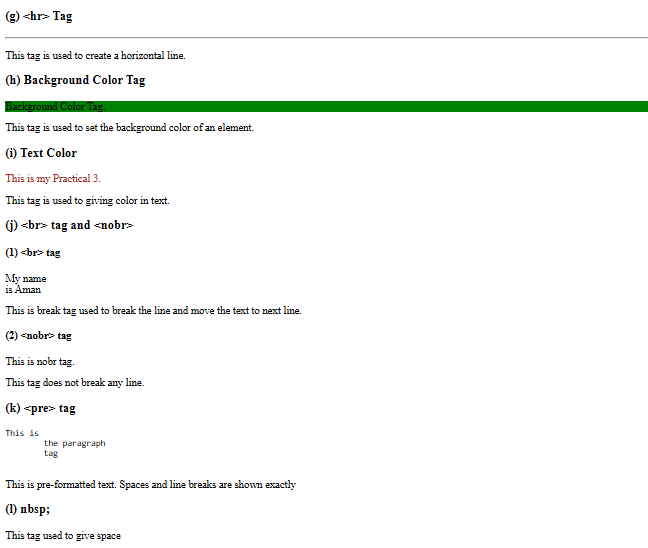 (g) <hr> Tag
This tag is used to create a horizontal line.
(h) Background Color Tag
Background Color Tag.
This tag is used to set the background color of an element.
(i) Text Color
This is my Practical 3.
This tag is used to giving color in text.
(j) <br> tag and <nobr>
(1) <br> tag
My name
is Aman
This is break tag used to break the line and move the text to next line.
(2) <nobr> tag
This is nobr tag.
This tag does not break any line.
(k) <pre> tag
This is
the paragraph
tag
This is pre-formatted text. Spaces and line breaks are shown exactly
(l) nbsp;
This tag used to give space